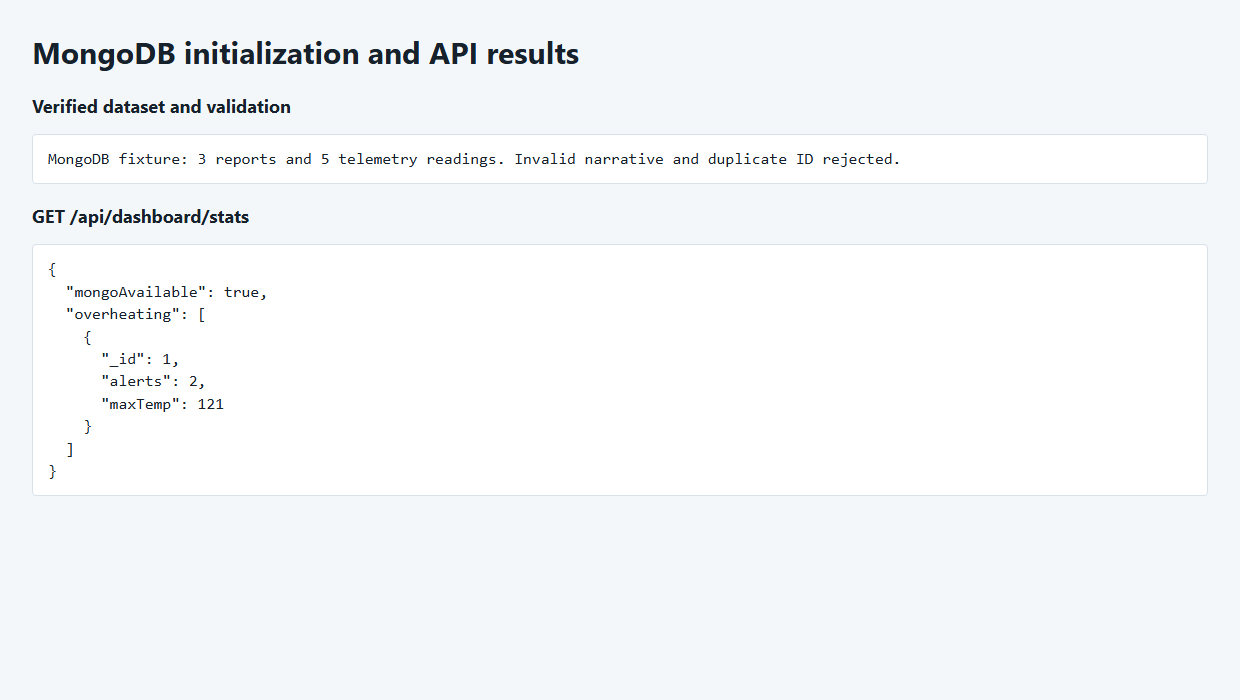 MongoDB initialization and API results
Verified dataset and validation
MongoDB fixture: 3 reports and 5 telemetry readings. Invalid narrative and duplicate ID rejected.
GET /api/dashboard/stats
{
  "mongoAvailable": true,
  "overheating": [
    {
      "_id": 1,
      "alerts": 2,
      "maxTemp": 121
    }
  ]
}